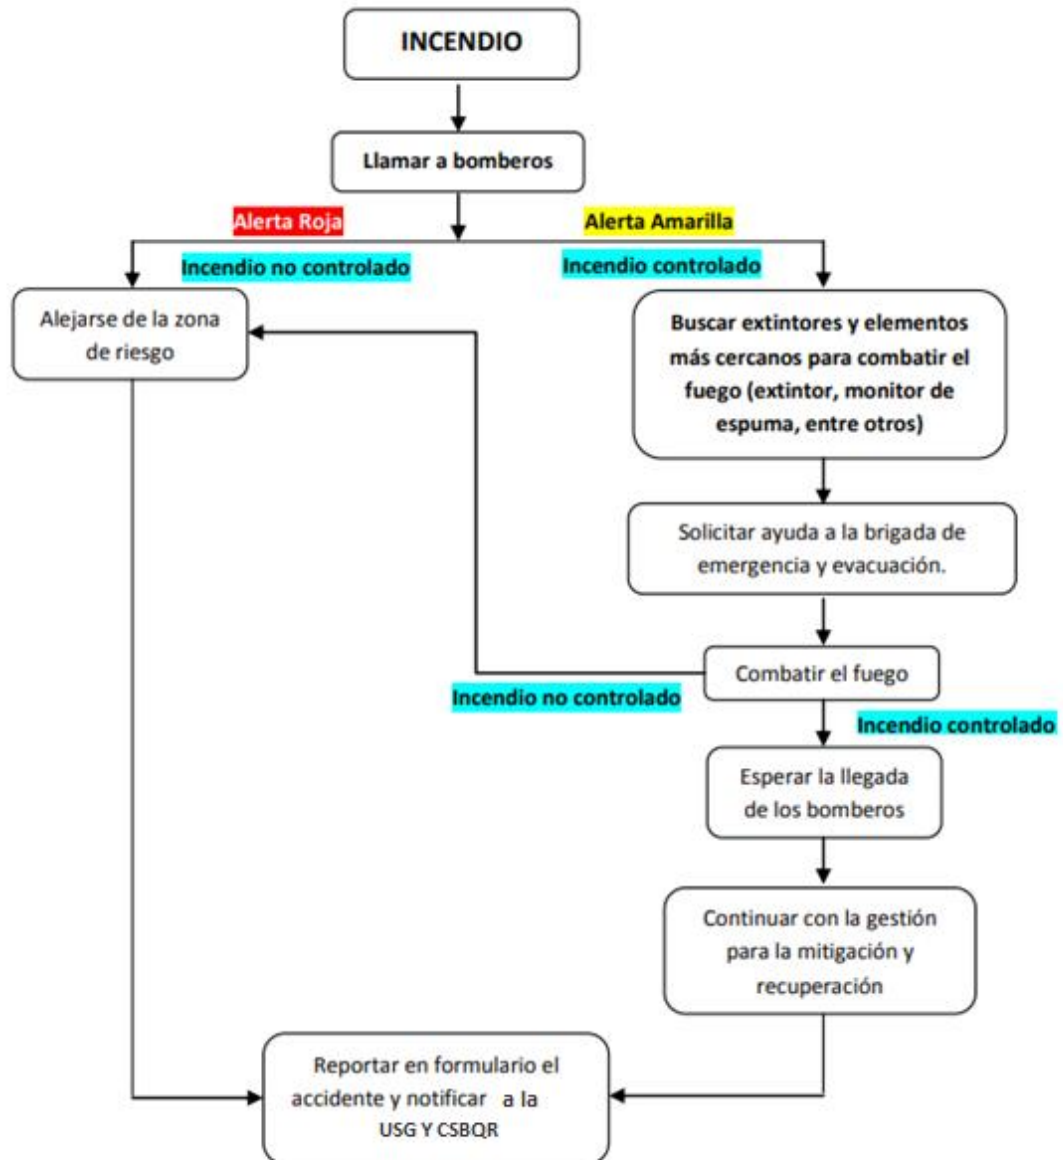 INCENDIO
Llamar a bomberos
Alerta Roja
Alerta Amarilla
Incendio no controlado
Incendio controlado
Alejarse de la zona
de riesgo
Buscar extintores y elementos
más cercanos para combatir el
fuego (extintor, monitor de
espuma, entre otros)
Solicitar ayuda a la brigada de
emergencia y evacuación.
Combatir el fuego
Incendio no controlado
Incendio controlado
Esperar la llegada
de los bomberos
Continuar con la gestión
para la mitigación y
recuperación
Reportar en formulario el
accidente y notificar a la
USG Y CSBQR